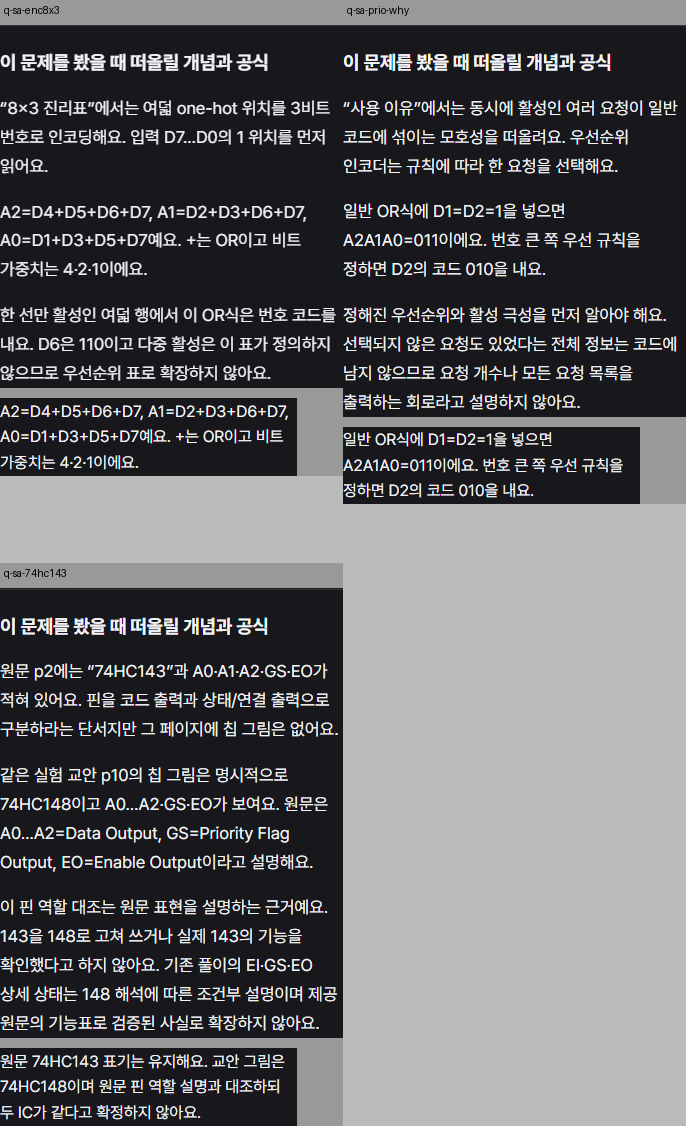 q-sa-enc8x3
이 문제를 봤을 때 떠올릴 개념과 공식
“8×3 진리표”에서는 여덟 one-hot 위치를 3비트
번호로 인코딩해요. 입력 D7…D0의 1 위치를 먼저
읽어요.
A2=D4+D5+D6+D7, A1=D2+D3+D6+D7,
A0=D1+D3+D5+D7예요. +는 OR이고 비트
가중치는 4·2·1이에요.
한 선만 활성인 여덟 행에서 이 OR식은 번호 코드를
내요. D6은 110이고 다중 활성은 이 표가 정의하지
않으므로 우선순위 표로 확장하지 않아요.
A2=D4+D5+D6+D7, A1=D2+D3+D6+D7,
A0=D1+D3+D5+D7예요. +는 OR이고 비트
가중치는 4·2·1이에요.
q-sa-prio-why
이 문제를 봤을 때 떠올릴 개념과 공식
“사용 이유”에서는 동시에 활성인 여러 요청이 일반
코드에 섞이는 모호성을 떠올려요. 우선순위
인코더는 규칙에 따라 한 요청을 선택해요.
일반 OR식에 D1=D2=1을 넣으면
A2A1A0=011이에요. 번호 큰 쪽 우선 규칙을
정하면 D2의 코드 010을 내요.
정해진 우선순위와 활성 극성을 먼저 알아야 해요.
선택되지 않은 요청도 있었다는 전체 정보는 코드에
남지 않으므로 요청 개수나 모든 요청 목록을
출력하는 회로라고 설명하지 않아요.
일반 OR식에 D1=D2=1을 넣으면
A2A1A0=011이에요. 번호 큰 쪽 우선 규칙을
정하면 D2의 코드 010을 내요.
q-sa-74hc143
이 문제를 봤을 때 떠올릴 개념과 공식
원문 p2에는 “74HC143”과 A0·A1·A2·GS·EO가
적혀 있어요. 핀을 코드 출력과 상태/연결 출력으로
구분하라는 단서지만 그 페이지에 칩 그림은 없어요.
같은 실험 교안 p10의 칩 그림은 명시적으로
74HC148이고 A0…A2·GS·EO가 보여요. 원문은
A0…A2=Data Output, GS=Priority Flag
Output, EO=Enable Output이라고 설명해요.
이 핀 역할 대조는 원문 표현을 설명하는 근거예요.
143을 148로 고쳐 쓰거나 실제 143의 기능을
확인했다고 하지 않아요. 기존 풀이의 EI·GS·EO
상세 상태는 148 해석에 따른 조건부 설명이며 제공
원문의 기능표로 검증된 사실로 확장하지 않아요.
원문 74HC143 표기는 유지해요. 교안 그림은
74HC148이며 원문 핀 역할 설명과 대조하되
두 IC가 같다고 확정하지 않아요.